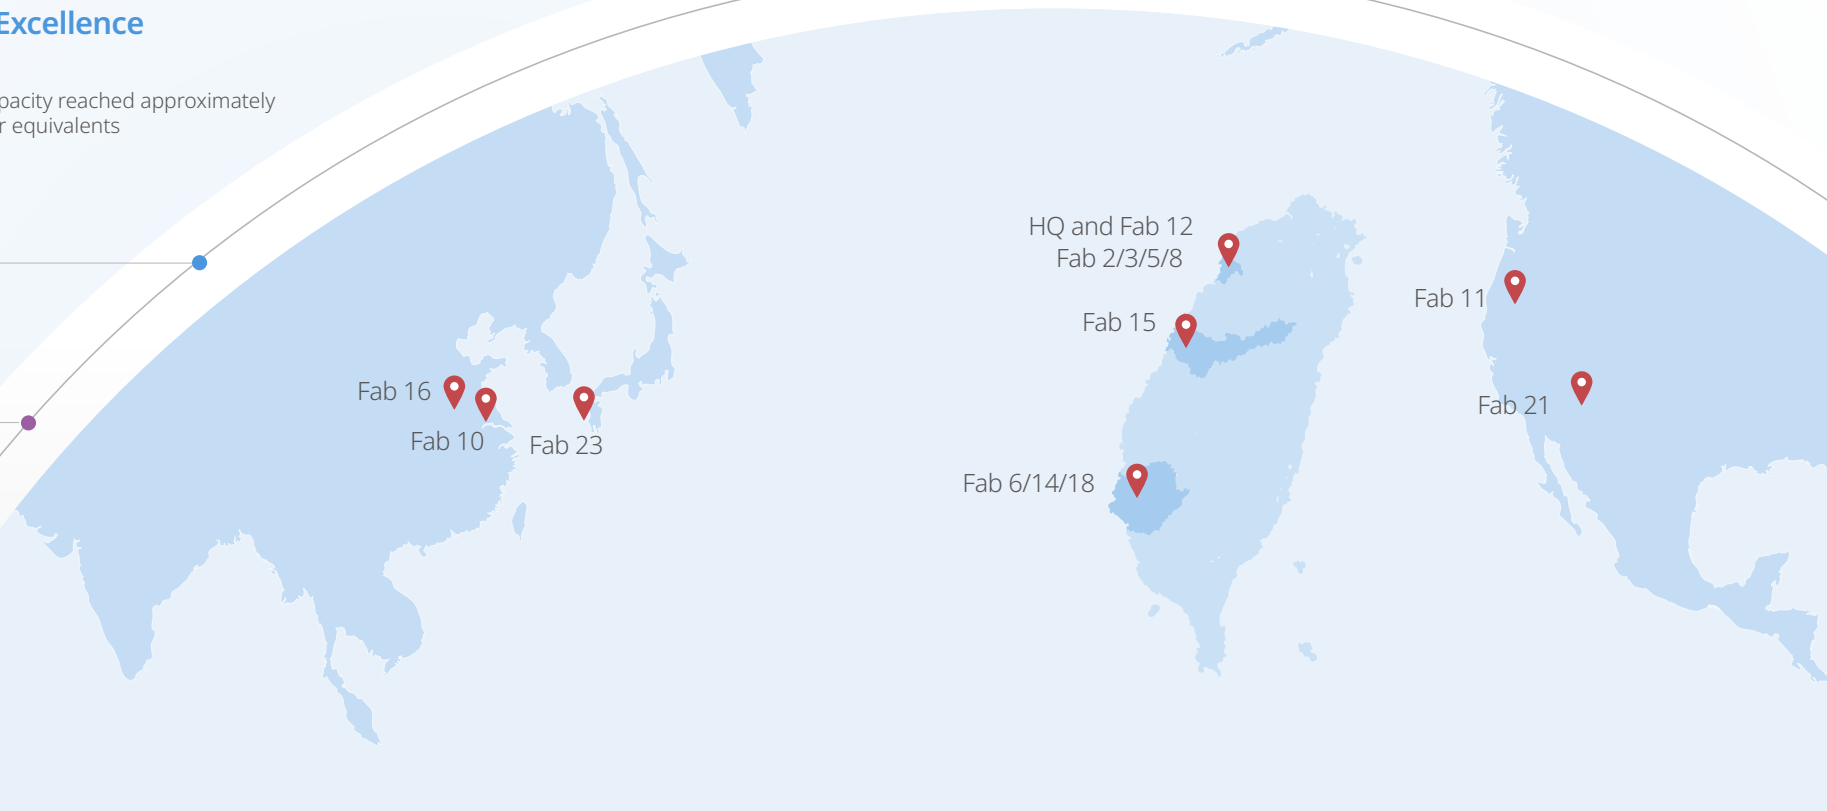 Excellence
pacity reached approximately
r equivalents
HQ and Fab 12
Fab 2/3/5/8
Fab 15
Fab 6/14/18
Fab 16
Fab 10
Fab 23
Fab 11
Fab 21